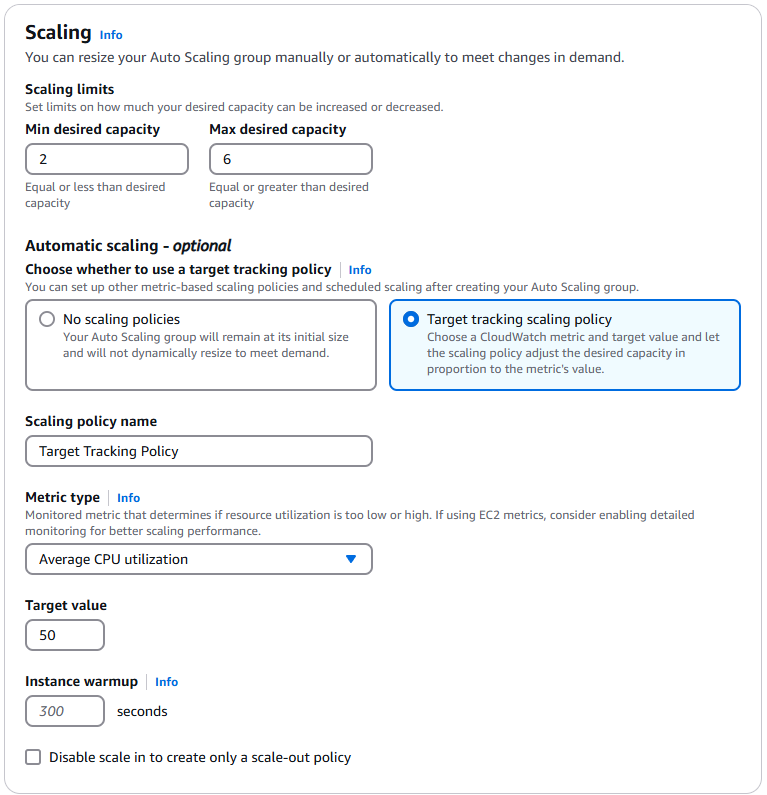 Scaling Info
You can resize your Auto Scaling group manually or automatically to meet changes in demand.
Scaling limits
Set limits on how much your desired capacity can be increased or decreased.
Min desired capacity
Max desired capacity
2
6
Equal or less than desired
capacity
Equal or greater than desired
capacity
Automatic scaling - optional
Choose whether to use a target tracking policy Info
You can set up other metric-based scaling policies and scheduled scaling after creating your Auto Scaling group.
No scaling policies
Your Auto Scaling group will remain at its initial size
and will not dynamically resize to meet demand.
Target tracking scaling policy
Choose a CloudWatch metric and target value and let
the scaling policy adjust the desired capacity in
proportion to the metric's value.
Scaling policy name
Target Tracking Policy
Metric type Info
Monitored metric that determines if resource utilization is too low or high. If using EC2 metrics, consider enabling detailed
monitoring for better scaling performance.
Average CPU utilization
Target value
50
Instance warmup Info
300 seconds
Disable scale in to create only a scale-out policy